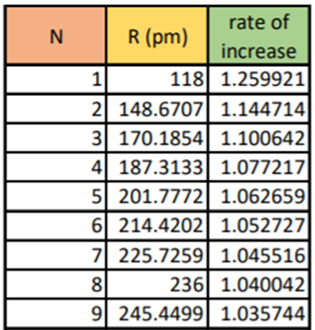 N R (pm) rate of increase
1 118 1.259921
2 148.6707 1.144714
3 170.1854 1.100642
4 187.3133 1.077217
5 201.7772 1.062659
6 214.4202 1.052727
7 225.7259 1.045516
8 236 1.040042
9 245.4499 1.035744